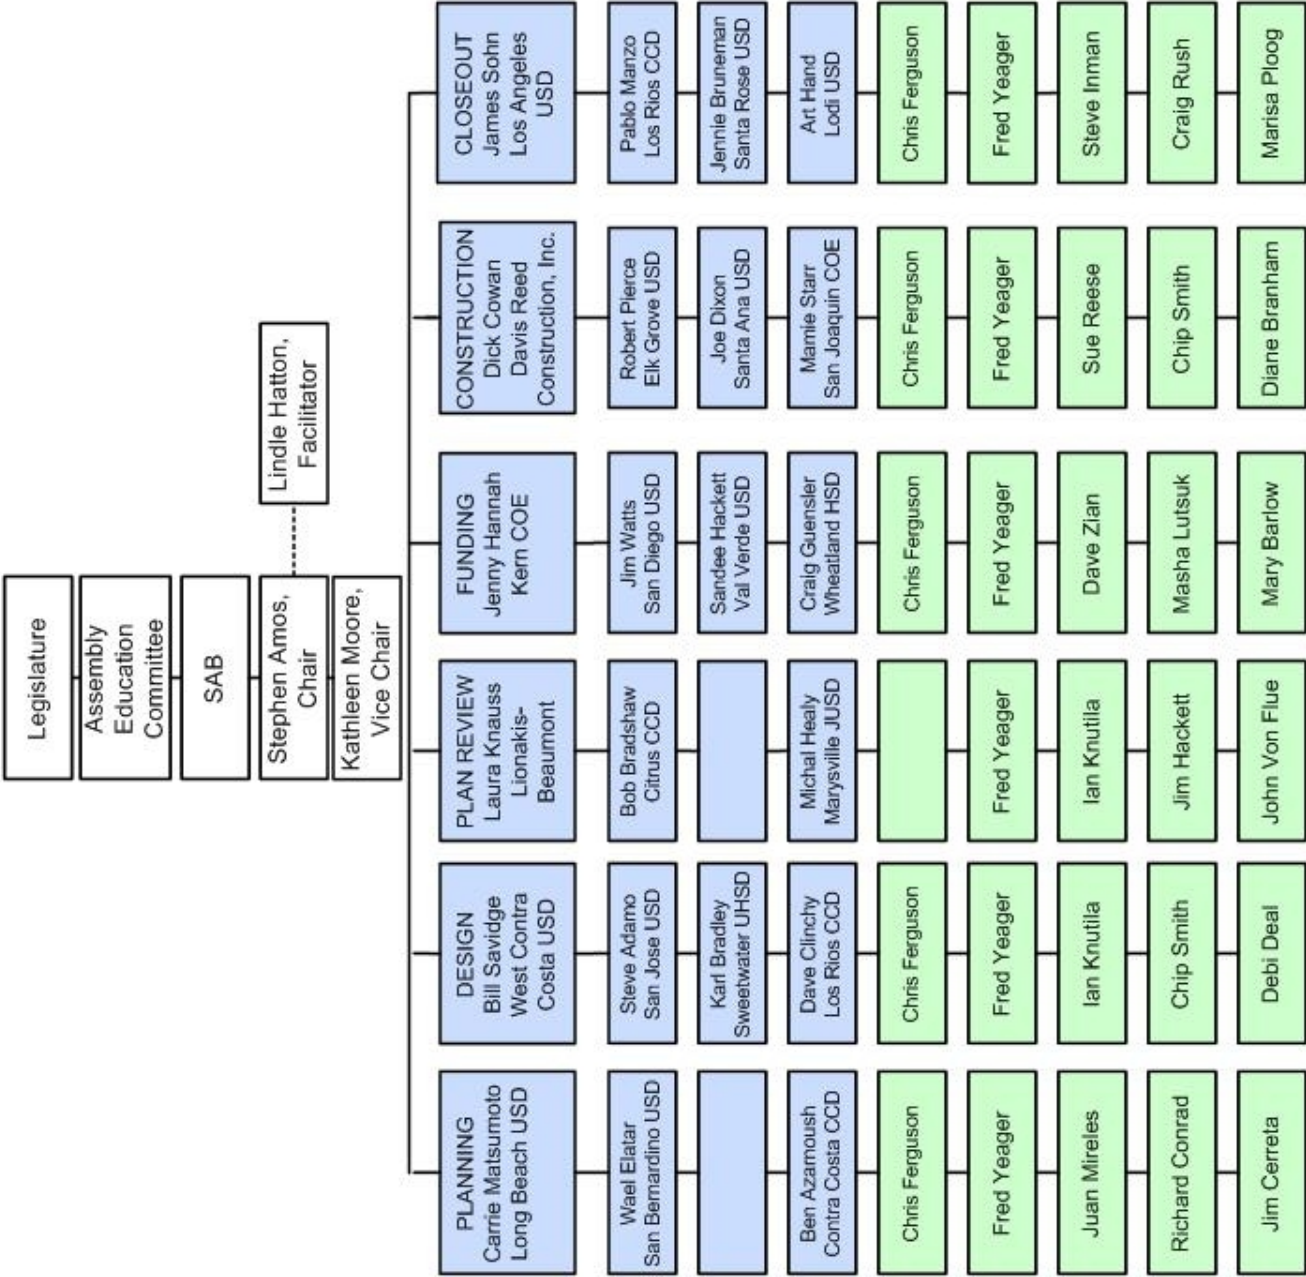 Legislature
Assembly
Education
Committee
SAB
Stephen Amos,
Chair
Lindle Hatton,
Facilitator
Kathleen Moore,
Vice Chair
PLANNING
Carrie Matsumoto
Long Beach USD
Wael Elatar
San Bernardino USD
Ben Azamoush
Contra Costa CCD
Chris Ferguson
Fred Yeager
Juan Mireles
Richard Conrad
Jim Cerreta
DESIGN
Bill Savidge
West Contra
Costa USD
Steve Adamo
San Jose USD
Karl Bradley
Sweetwater UHSD
Dave Clinchy
Los Rios CCD
Chris Ferguson
Fred Yeager
Ian Knutila
Chip Smith
Debi Deal
PLAN REVIEW
Laura Knauss
Lionakis-
Beaumont
Bob Bradshaw
Citrus CCD
Michal Healy
Marysville JUSD
Fred Yeager
Ian Knutila
Jim Hackett
John Von Flue
FUNDING
Jenny Hannah
Kern COE
Jim Watts
San Diego USD
Sandee Hackett
Val Verde USD
Craig Guensler
Wheatland HSD
Chris Ferguson
Fred Yeager
Dave Zian
Masha Lutsuk
Mary Barlow
CONSTRUCTION
Dick Cowan
Davis Reed
Construction, Inc.
Robert Pierce
Elk Grove USD
Joe Dixon
Santa Ana USD
Mamie Starr
San Joaquin COE
Chris Ferguson
Fred Yeager
Sue Reese
Chip Smith
Diane Branham
CLOSEOUT
James Sohn
Los Angeles
USD
Pablo Manzo
Los Rios CCD
Jennie Bruneman
Santa Rose USD
Art Hand
Lodi USD
Chris Ferguson
Fred Yeager
Steve Inman
Craig Rush
Marisa Ploog